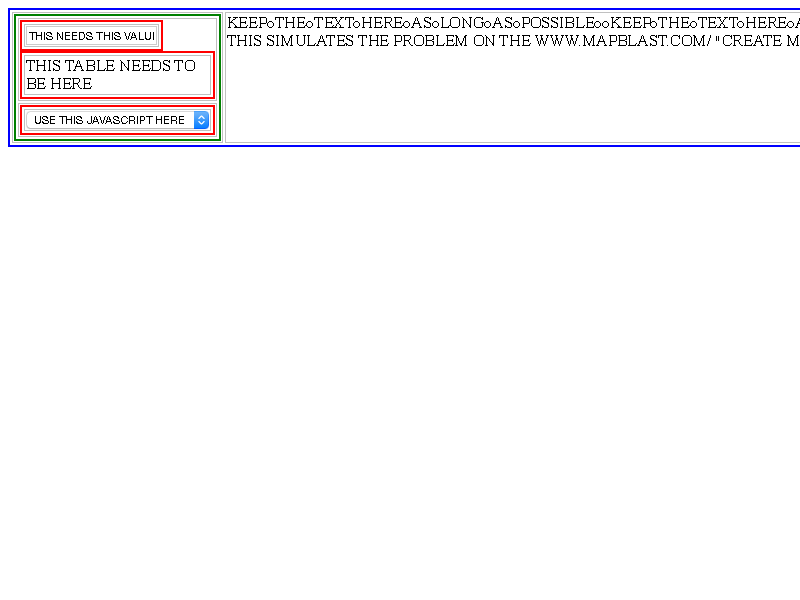 THIS NEEDS THIS VALUI
THIS TABLE NEEDS TO
BE HERE
USE THIS JAVASCRIPT HERE
KEEPoTHEoTEXToHEREoASoLONGoASoPOSSIBLEooKEEPoTHEoTEXToHEREoA
THIS SIMULATES THE PROBLEM ON THE WWW.MAPBLAST.COM/ "CREATE M